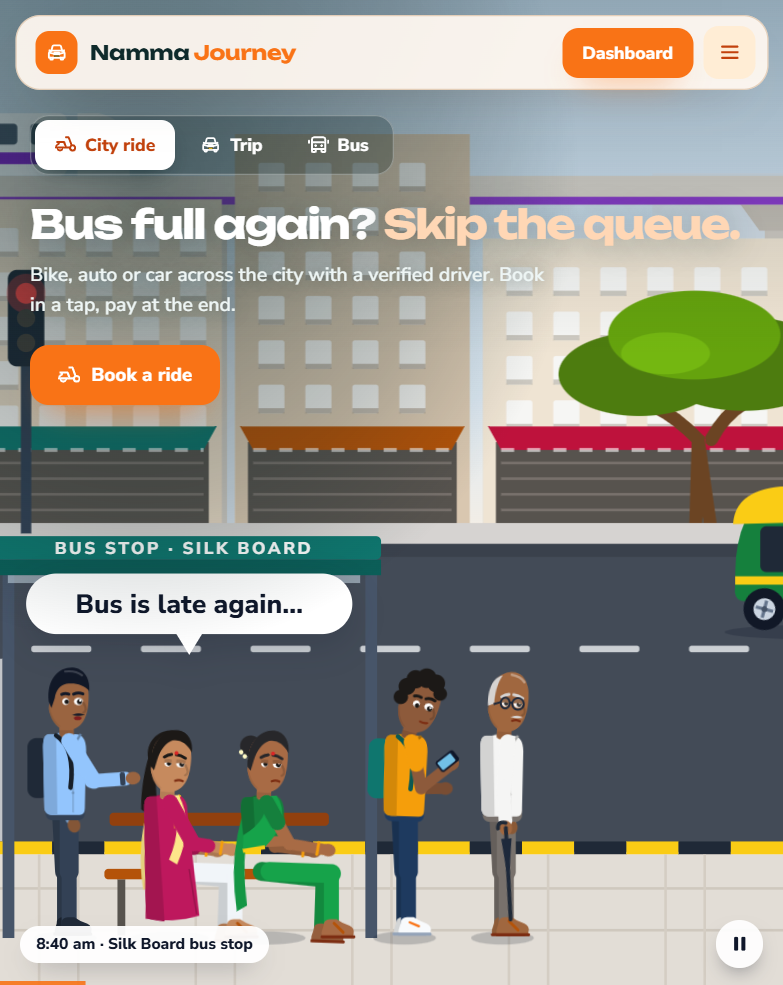 Namma Journey
Dashboard
City ride
Trip
Bus
Bus full again? Skip the queue.
Bike, auto or car across the city with a verified driver. Book
in a tap, pay at the end.
Book a ride
BUS STOP · SILK BOARD
Bus is late again...
8:40 am · Silk Board bus stop